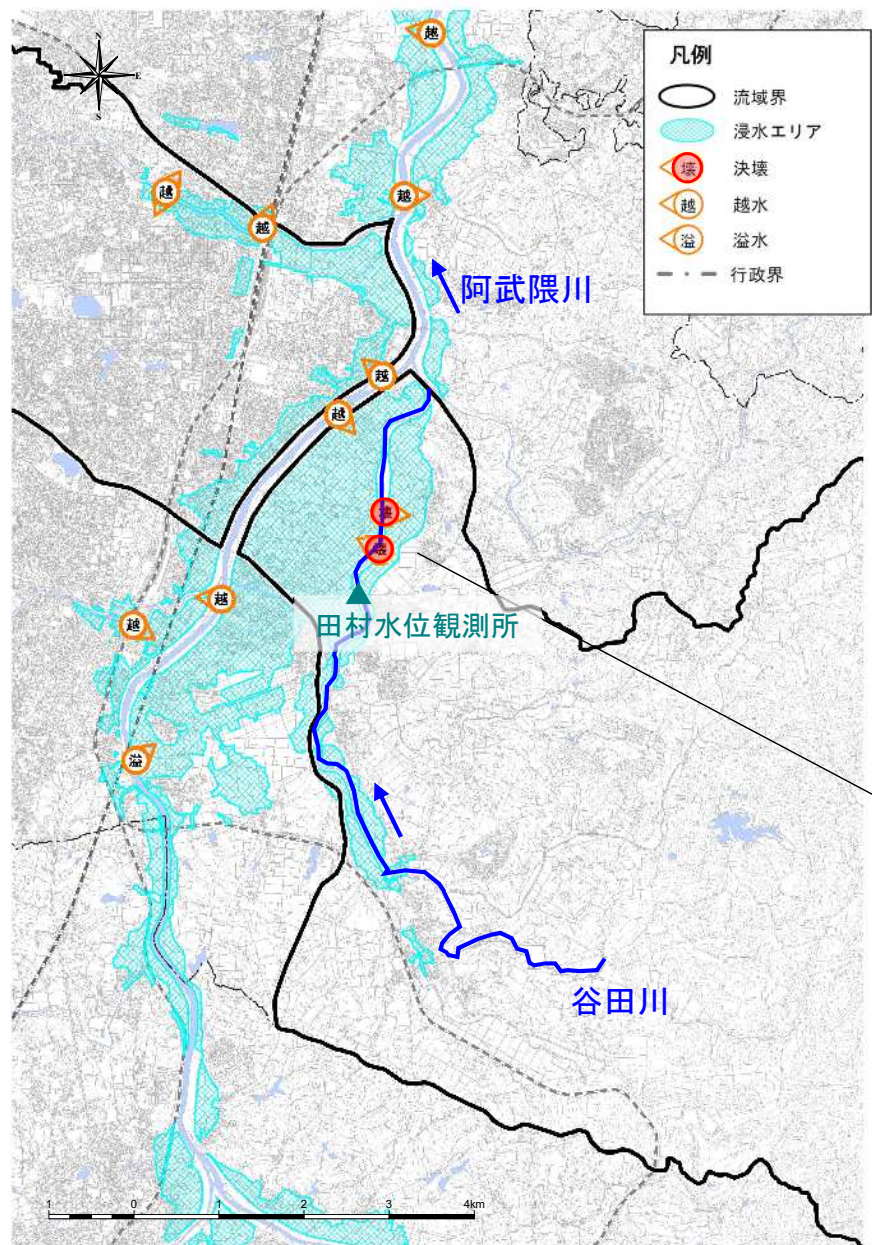 越
N
E
S
凡例
流域界
浸水エリア
壊 決壊
越 越水
溢 溢水
行政界
越
越
越
阿武隈川
越
越
壊
壊
田村水位観測所
越
越
溢
谷田川
1 0 1 2 3 4km